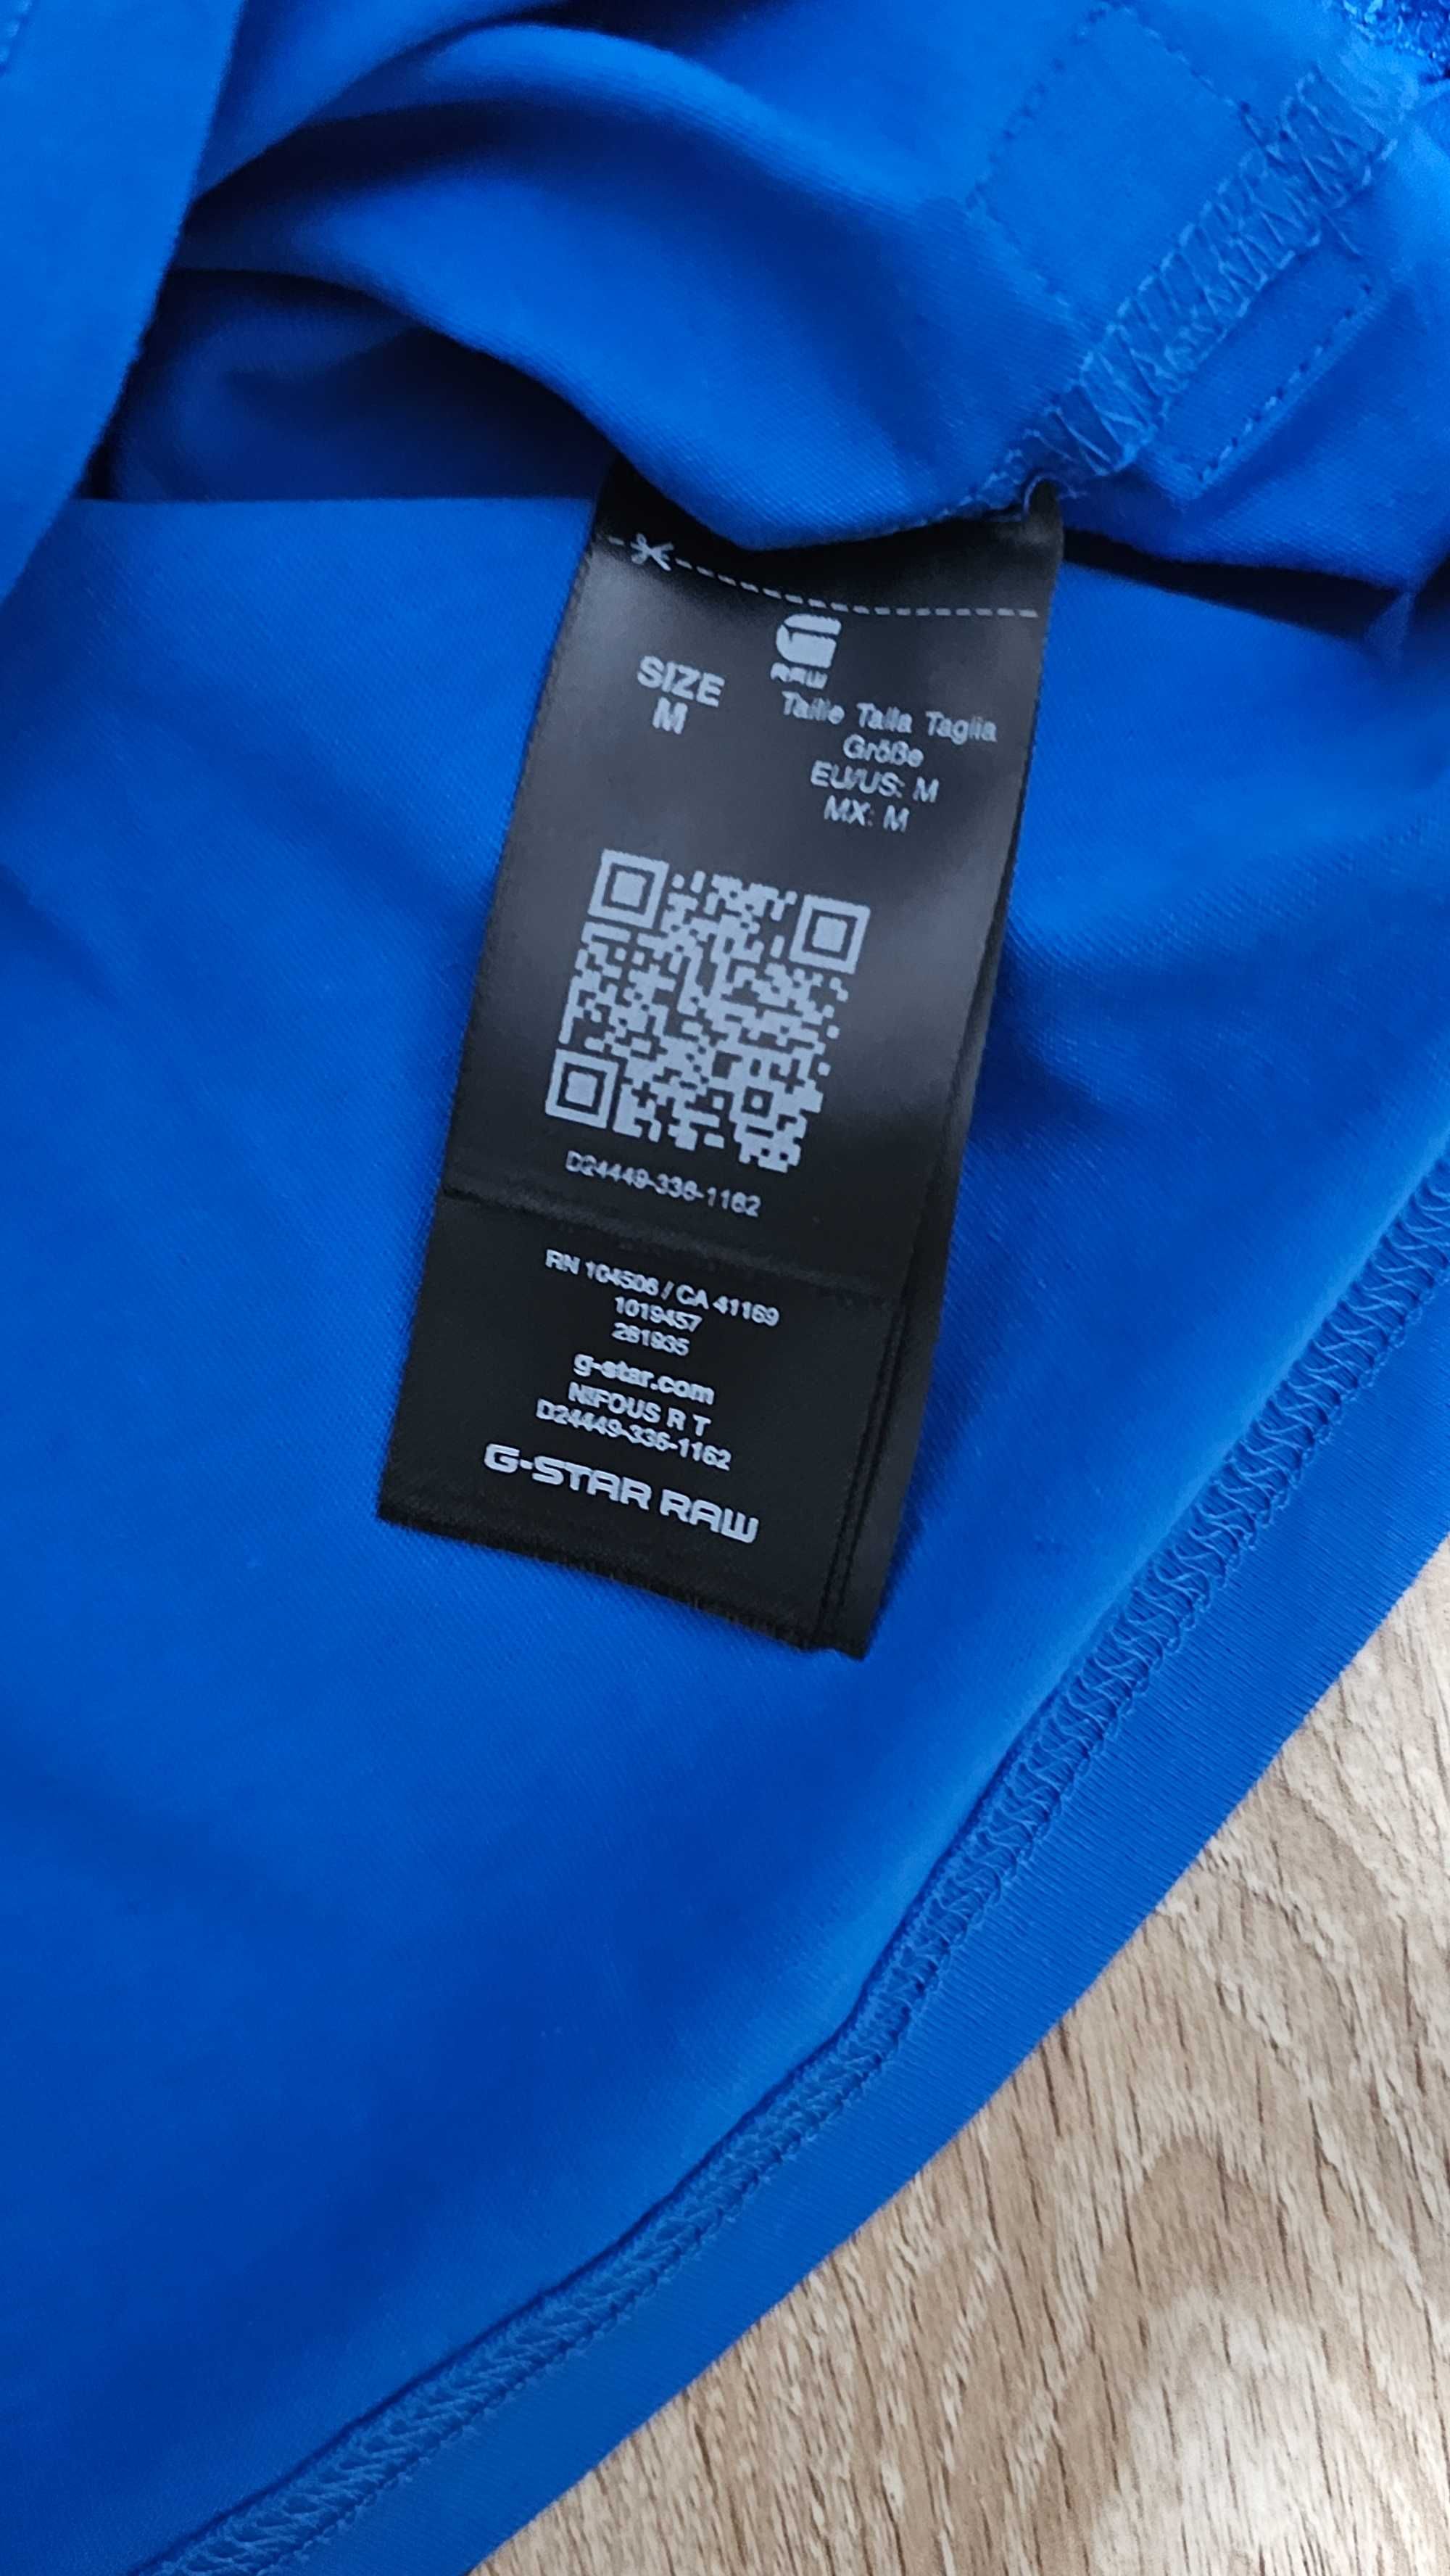 G
RAW
SIZE
M
Taille Talla Taglia
Größe
EU/US: M
MX: M
D24449-336-1162
RN 104506 / CA 41169
1019457
281935
g-star.com
NIFOUS R T
D24449-336-1162
G-STAR RAW